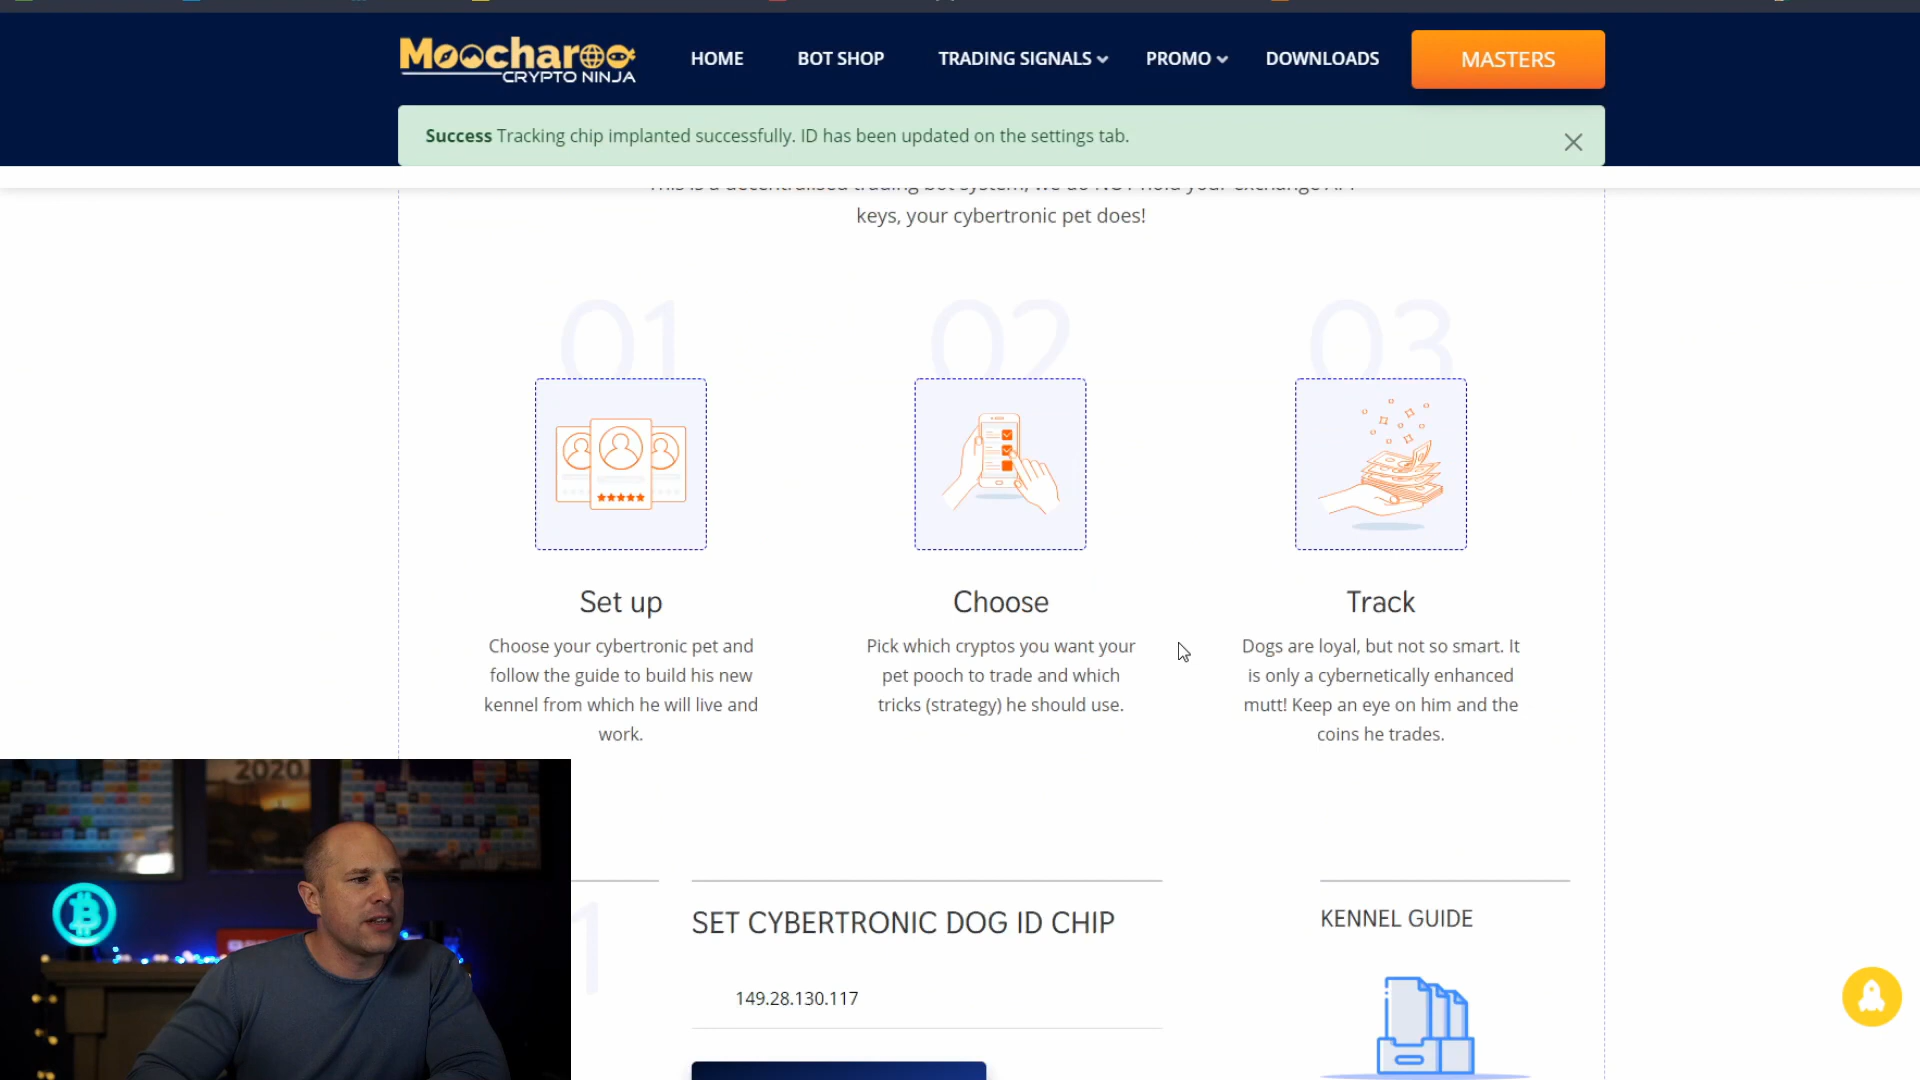 Moocharoo
CRYPTO NINJA
HOME
BOT SHOP
TRADING SIGNALS
PROMO
DOWNLOADS
MASTERS
Success Tracking chip implanted successfully. ID has been updated on the settings tab.
This is a decentralised trading bot system, we do NOT hold your exchange API
keys, your cybertronic pet does!
01
02
03
Set up
Choose your cybertronic pet and
follow the guide to build his new
kennel from which he will live and
work.
Choose
Pick which cryptos you want your
pet pooch to trade and which
tricks (strategy) he should use.
Track
Dogs are loyal, but not so smart. It
is only a cybernetically enhanced
mutt! Keep an eye on him and the
coins he trades.
2020
1
SET CYBERTRONIC DOG ID CHIP
149.28.130.117
KENNEL GUIDE